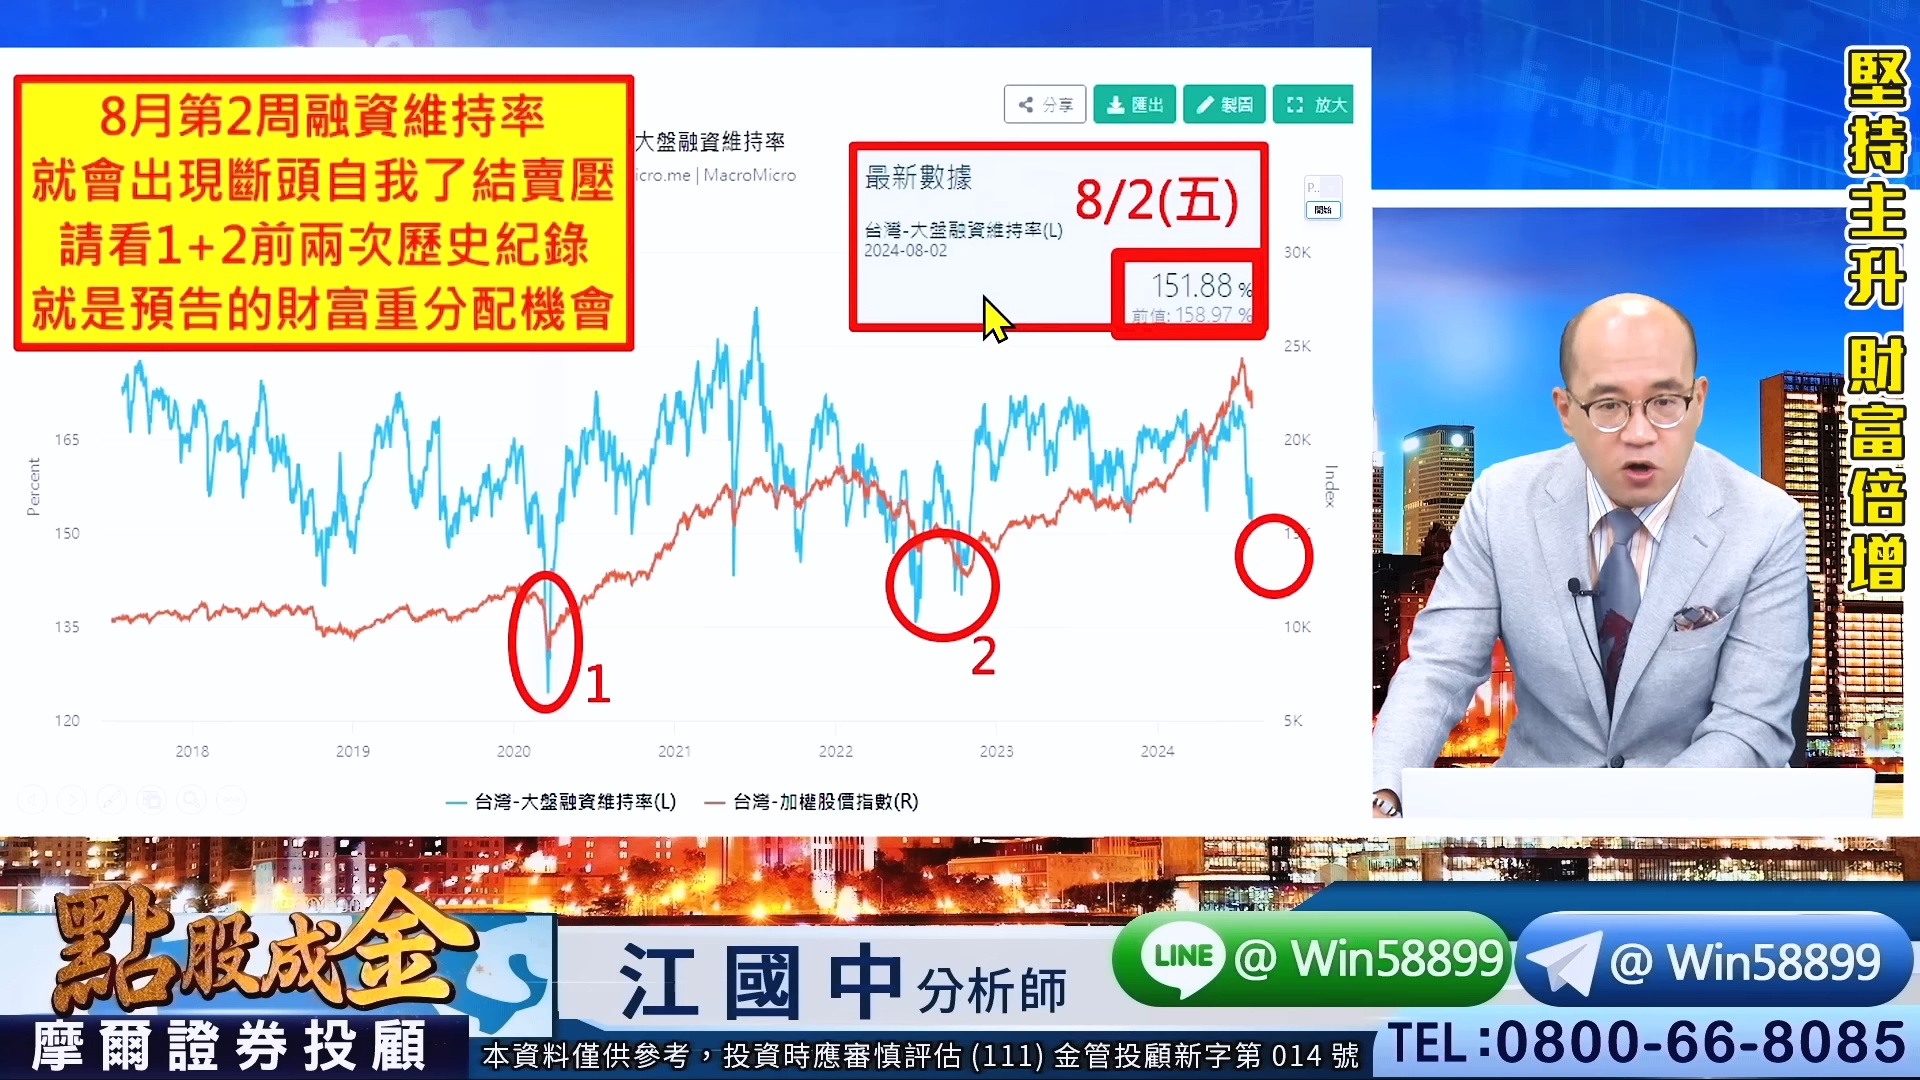 8月第2周融資維持率
就會出現斷頭自我了結賣壓
請看1+2前兩次歷史紀錄
就是預告的財富重分配機會
大盤融資維持率
icro.me | MacroMicro
分享
匯出
製圖
放大
最新數據
8/2(五)
台灣-大盤融資維持率(L)
2024-08-02
151.88 %
前值: 158.97 %
P..
開始
30K
25K
20K
10K
5K
Index
165
150
135
120
Percent
1
2
2018
2019
2020
2021
2022
2023
2024
台灣-大盤融資維持率(L)
台灣-加權股價指數(R)
堅持主升 財富倍增
點股成金
摩爾證券投顧
江國中 分析師
LINE @ Win58899
@ Win58899
本資料僅供參考，投資時應審慎評估 (111) 金管投顧新字第 014 號
TEL:0800-66-8085